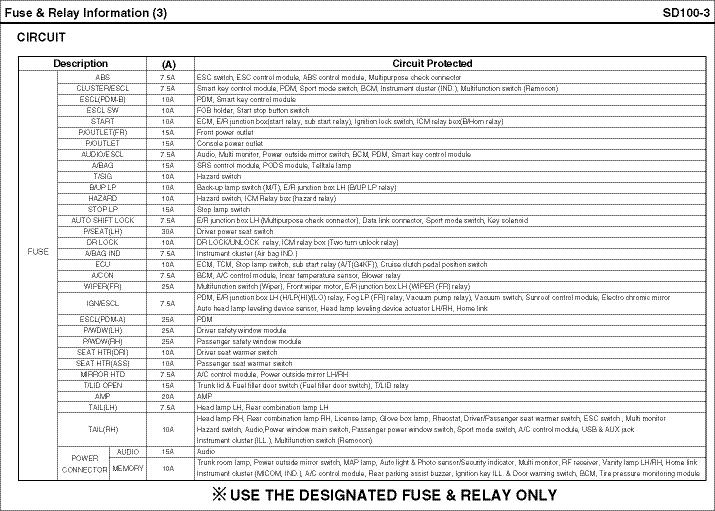 Fuse & Relay Information (3) SD100-3
CIRCUIT
Description (A) Circuit Protected
FUSE
ABS 7.5A ESC switch, ESC control module, ABS control module, Multipurpose check connector
CLUSTER/ESCL 7.5A Smart key control module, PDM, Sport mode switch, BCM, Instrument cluster (IND.), Multifunction switch (Remocon)
ESCL(PDM-B) 10A PDM, Smart key control module
ESCL SW 10A FOB holder, Start stop button switch
START 10A ECM, E/R junction box(start relay, sub start relay), Ignition lock switch, ICM relay box(B/Horn relay)
P/OUTLET(FR) 15A Front power outlet
P/OUTLET 15A Console power outlet
AUDIO/ESCL 7.5A Audio, Multi monitor, Power outside mirror switch, BCM, PDM, Smart key control module
A/BAG 15A SRS control module, PODS module, Telltale lamp
T/SIG 10A Hazard switch
B/UP LP 10A Back-up lamp switch (M/T), E/R junction box LH (B/UP LP relay)
HAZARD 10A Hazard switch, ICM Relay box (hazard relay)
STOP LP 15A Stop lamp switch
AUTO SHIFT LOCK 7.5A E/R junction box LH (Multipurpose check connector), Data link connector, Sport mode switch, Key solenoid
P/SEAT(LH) 30A Driver power seat switch
DR LOCK 10A DR LOCK/UNLOCK relay, ICM relay box (Two turn unlock relay)
A/BAG IND 7.5A Instrument cluster (Air bag IND.)
ECU 10A ECM, TCM, Stop lamp switch, sub start relay (A/T(G4KF)), Cruise clutch pedal position switch
A/CON 7.5A BCM, A/C control module, Incar temperature sensor, Blower relay
WIPER(FR) 25A Multifunction switch (Wiper), Front wiper motor, E/R junction box LH (WIPER (FR) relay)
IGN/ESCL 7.5A PDM, E/R junction box LH (H/LP(HI)/(LO) relay, Fog LP (FR) relay, Vacuum pump relay), Vacuum switch, Sunroof control module, Electro chromic mirror
Auto head lamp leveling device sensor, Head lamp leveling device actuator LH/RH, Home link
ESCL(PDM-A) 25A PDM
P/WDW(LH) 25A Driver safety window module
P/WDW(RH) 25A Passenger safety window module
SEAT HTR(DRI) 10A Driver seat warmer switch
SEAT HTR(ASS) 10A Passenger seat warmer switch
MIRROR HTD 7.5A A/C control module, Power outside mirror LH/RH
T/LID OPEN 15A Trunk lid & Fuel filler door switch (Fuel filler door switch), T/LID relay
AMP 20A AMP
TAIL(LH) 7.5A Head lamp LH, Rear combination lamp LH
TAIL(RH) 10A Head lamp RH, Rear combination lamp RH, License lamp, Glove box lamp, Rheostat, Driver/Passenger seat warmer switch, ESC switch, Multi monitor
Hazard switch, Audio,Power window main switch, Passenger power window switch, Sport mode switch, A/C control module, USB & AUX jack
Instrument cluster (ILL.), Multifunction switch (Remocon)
POWER CONNECTOR AUDIO 15A Audio
MEMORY 10A Trunk room lamp, Power outside mirror switch, MAP lamp, Auto light & Photo sensor/Security indicator, Multi monitor, RF receiver, Vanity lamp LH/RH, Home link
Instrument cluster (MICOM, IND.), A/C control module, Rear parking assist buzzer, Ignition key ILL. & Door warning switch, BCM, Tire pressure monitoring module
※ USE THE DESIGNATED FUSE & RELAY ONLY